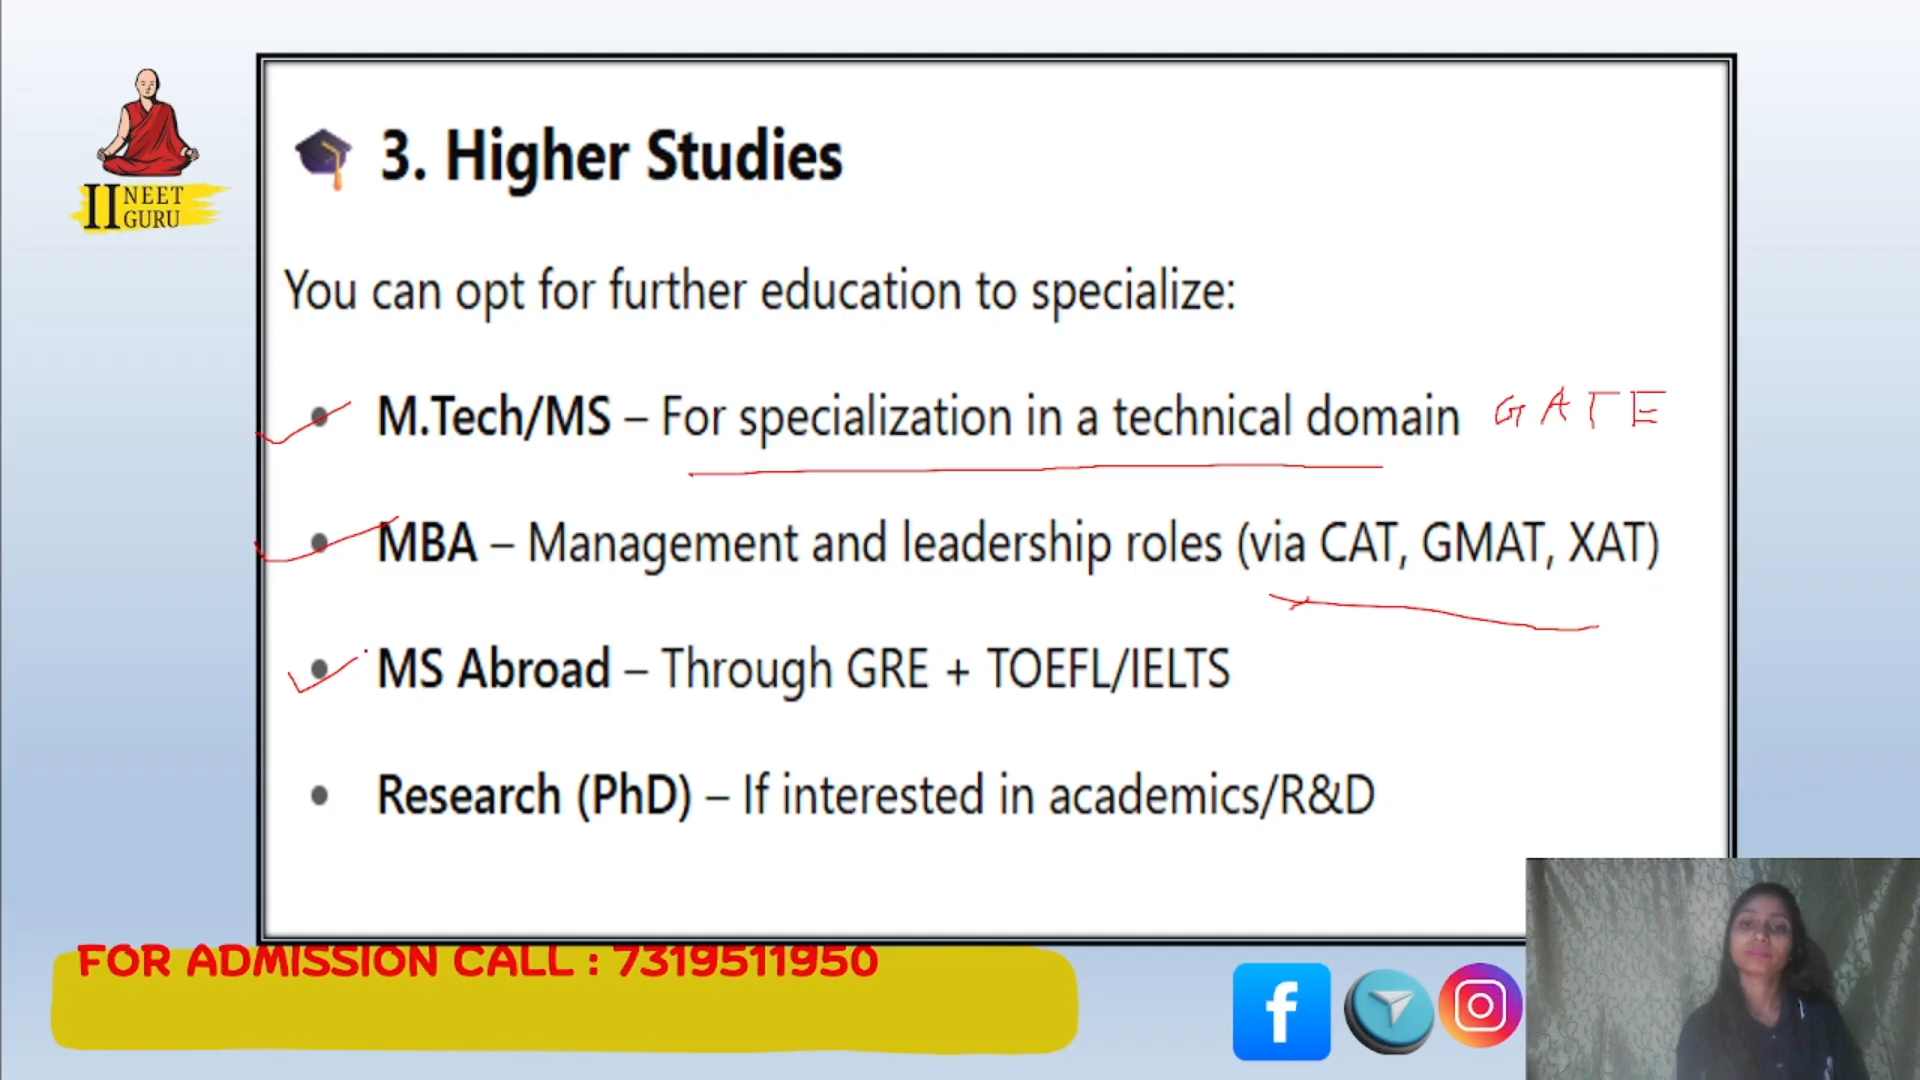 II NEET
GURU
3. Higher Studies
You can opt for further education to specialize:
• M.Tech/MS – For specialization in a technical domain GATE
• MBA – Management and leadership roles (via CAT, GMAT, XAT)
• MS Abroad – Through GRE + TOEFL/IELTS
• Research (PhD) – If interested in academics/R&D
FOR ADMISSION CALL : 7319511950